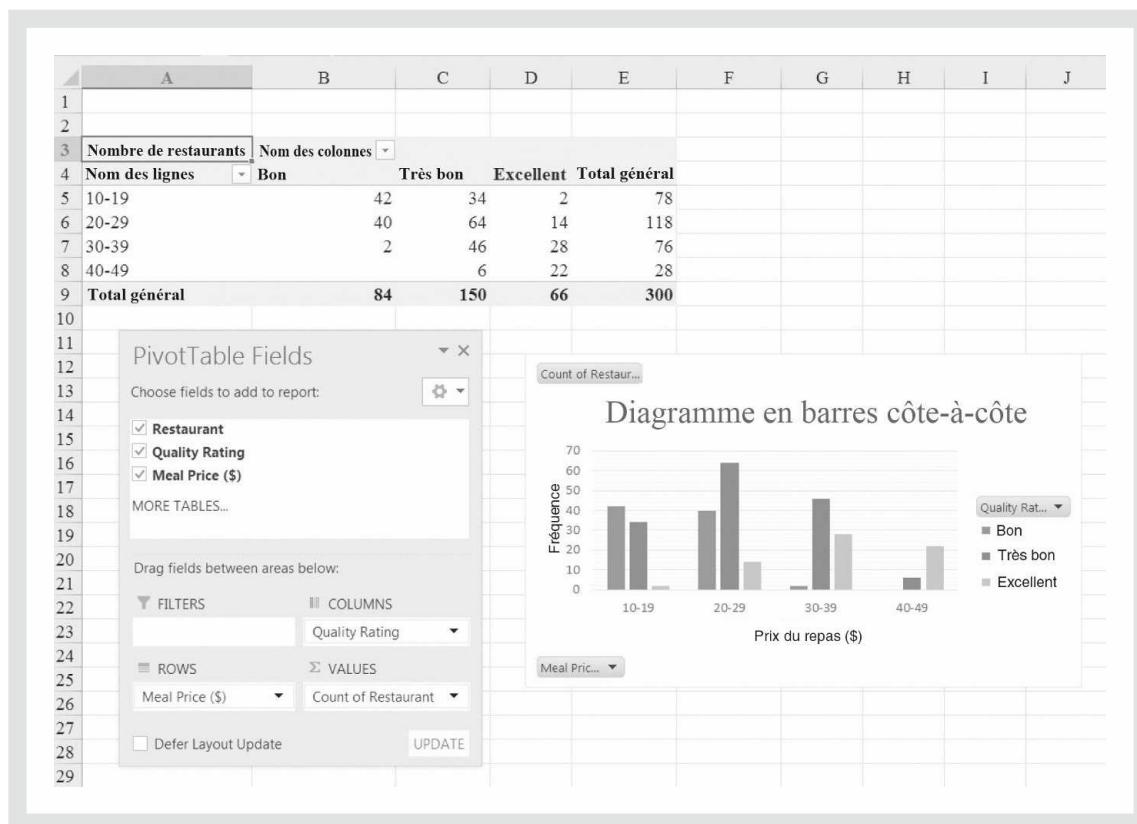 A B C D E F G H I J
1
2
3 Nombre de restaurants Nom des colonnes
4 Nom des lignes Bon Très bon Excellent Total général
5 10-19 42 34 2 78
6 20-29 40 64 14 118
7 30-39 2 46 28 76
8 40-49 6 22 28
9 Total général 84 150 66 300
10
11
12
13
14
15
16
17
18
19
20
21
22
23
24
25
26
27
28
29
PivotTable Fields
Choose fields to add to report:
Restaurant
Quality Rating
Meal Price ($)
MORE TABLES...
Drag fields between areas below:
FILTERS COLUMNS
Quality Rating
ROWS Σ VALUES
Meal Price ($) Count of Restaurant
Defer Layout Update UPDATE
Count of Restaur...
Diagramme en barres côte-à-côte
Fréquence
70
60
50
40
30
20
10
0
10-19 20-29 30-39 40-49
Prix du repas ($)
Quality Rat...
Bon
Très bon
Excellent
Meal Pric...